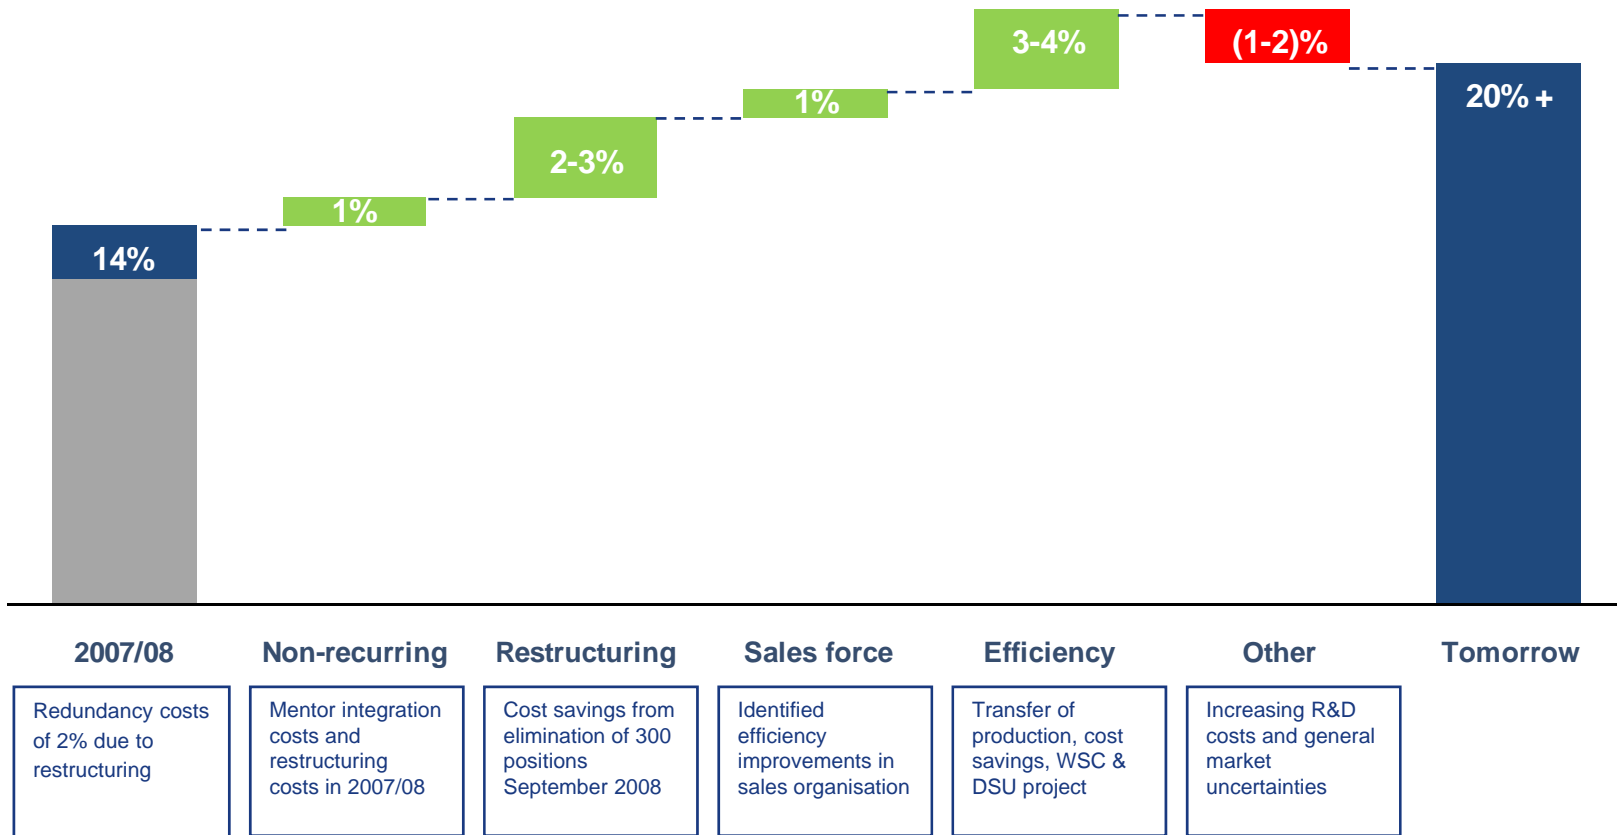 3-4%
(1-2)%
1%
20% +
2-3%
1%
14%
2007/08
Non-recurring
Restructuring
Sales force
Efficiency
Other
Tomorrow
Redundancy costs
of 2% due to
restructuring
Mentor integration
costs and
restructuring
costs in 2007/08
Cost savings from
elimination of 300
positions
September 2008
Identified
efficiency
improvements in
sales organisation
Transfer of
production, cost
savings, WSC &
DSU project
Increasing R&D
costs and general
market
uncertainties